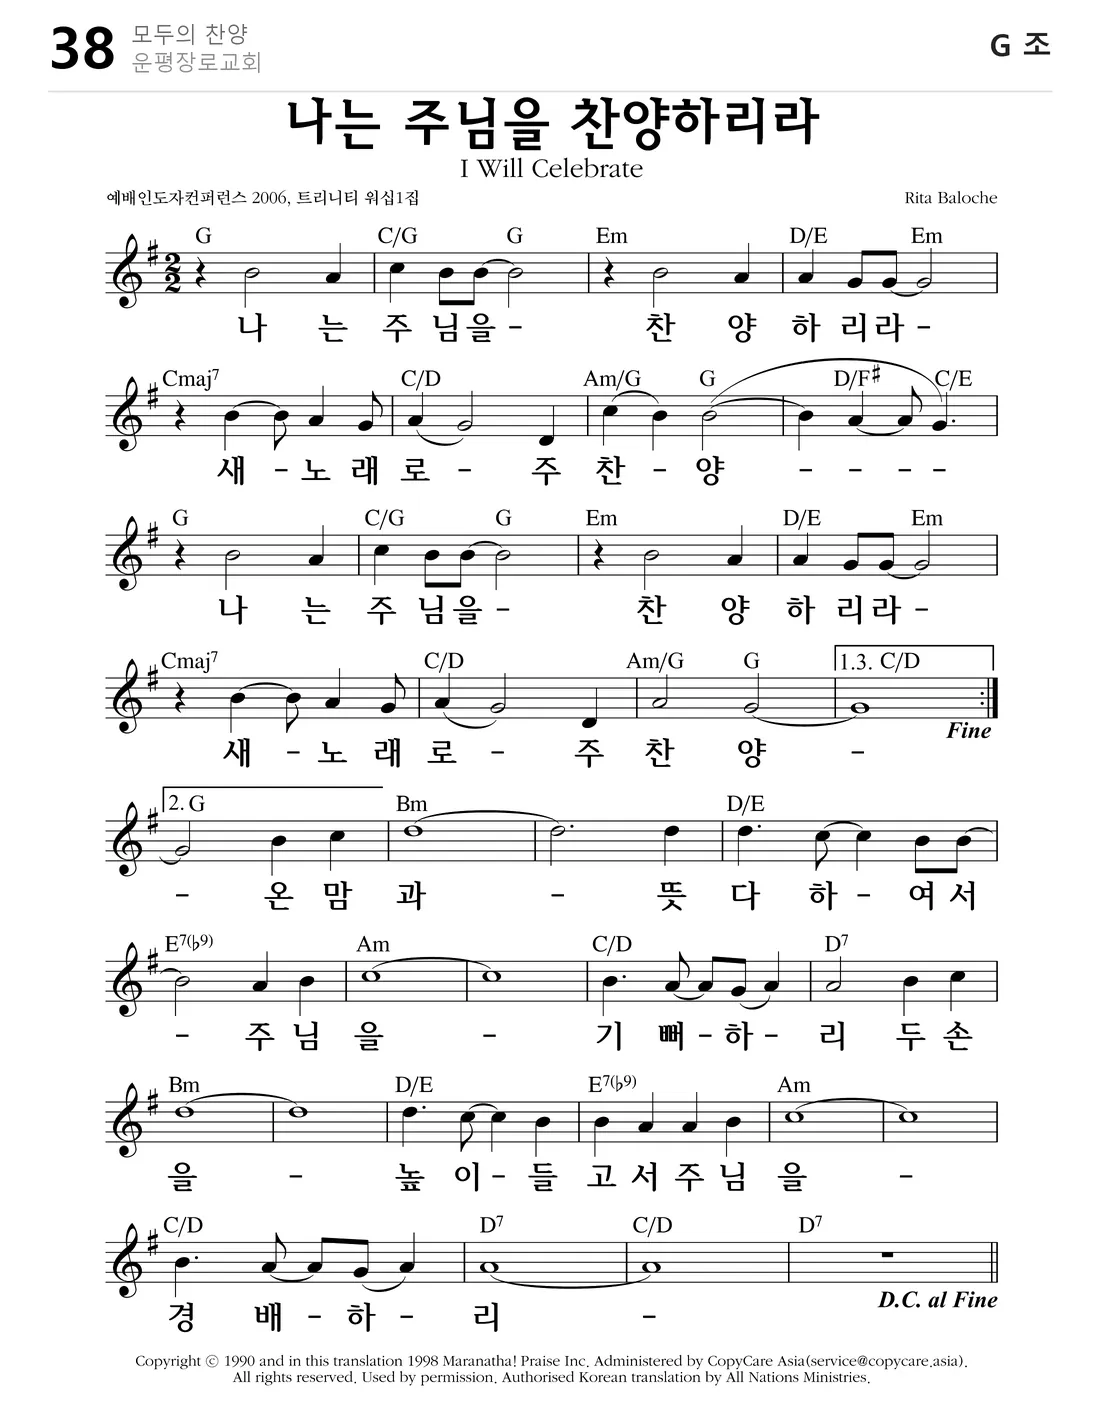 38 모두의 찬양
운평장로교회
G 조
나는 주님을 찬양하리라
I Will Celebrate
예배인도자컨퍼런스 2006, 트리니티 워십1집 Rita Baloche
G C/G G Em D/E Em
2/2
나 는 주 님 을 - 찬 양 하 리 라 -
Cmaj7 C/D Am/G G D/F♯ C/E
새 - 노 래 로 - 주 찬 - 양 - - - -
G C/G G Em D/E Em
나 는 주 님 을 - 찬 양 하 리 라 -
Cmaj7 C/D Am/G G 1.3. C/D
Fine
새 - 노 래 로 - 주 찬 양 -
2. G Bm D/E
- 온 맘 과 - 뜻 다 하 - 여 서
E7(♭9) Am C/D D7
- 주 님 을 - 기 뻐 - 하 - 리 두 손
Bm D/E E7(♭9) Am
을 - 높 이 - 들 고 서 주 님 을 -
C/D D7 C/D D7
D.C. al Fine
경 배 - 하 - 리 -
Copyright ⓒ 1990 and in this translation 1998 Maranatha! Praise Inc. Administered by CopyCare Asia(service@copycare.asia).
All rights reserved. Used by permission. Authorised Korean translation by All Nations Ministries.